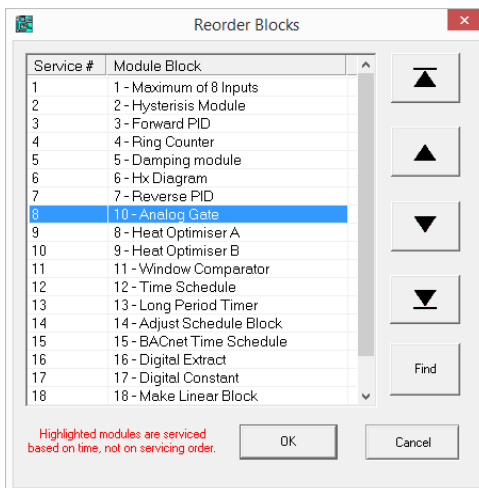 Reorder Blocks
Service # Module Block
1 1 - Maximum of 8 Inputs
2 2 - Hysterisis Module
3 3 - Forward PID
4 4 - Ring Counter
5 5 - Damping module
6 6 - Hx Diagram
7 7 - Reverse PID
8 10 - Analog Gate
9 8 - Heat Optimiser A
10 9 - Heat Optimiser B
11 11 - Window Comparator
12 12 - Time Schedule
13 13 - Long Period Timer
14 14 - Adjust Schedule Block
15 15 - BACnet Time Schedule
16 16 - Digital Extract
17 17 - Digital Constant
18 18 - Make Linear Block
Find
Highlighted modules are serviced
based on time, not on servicing order.
OK
Cancel